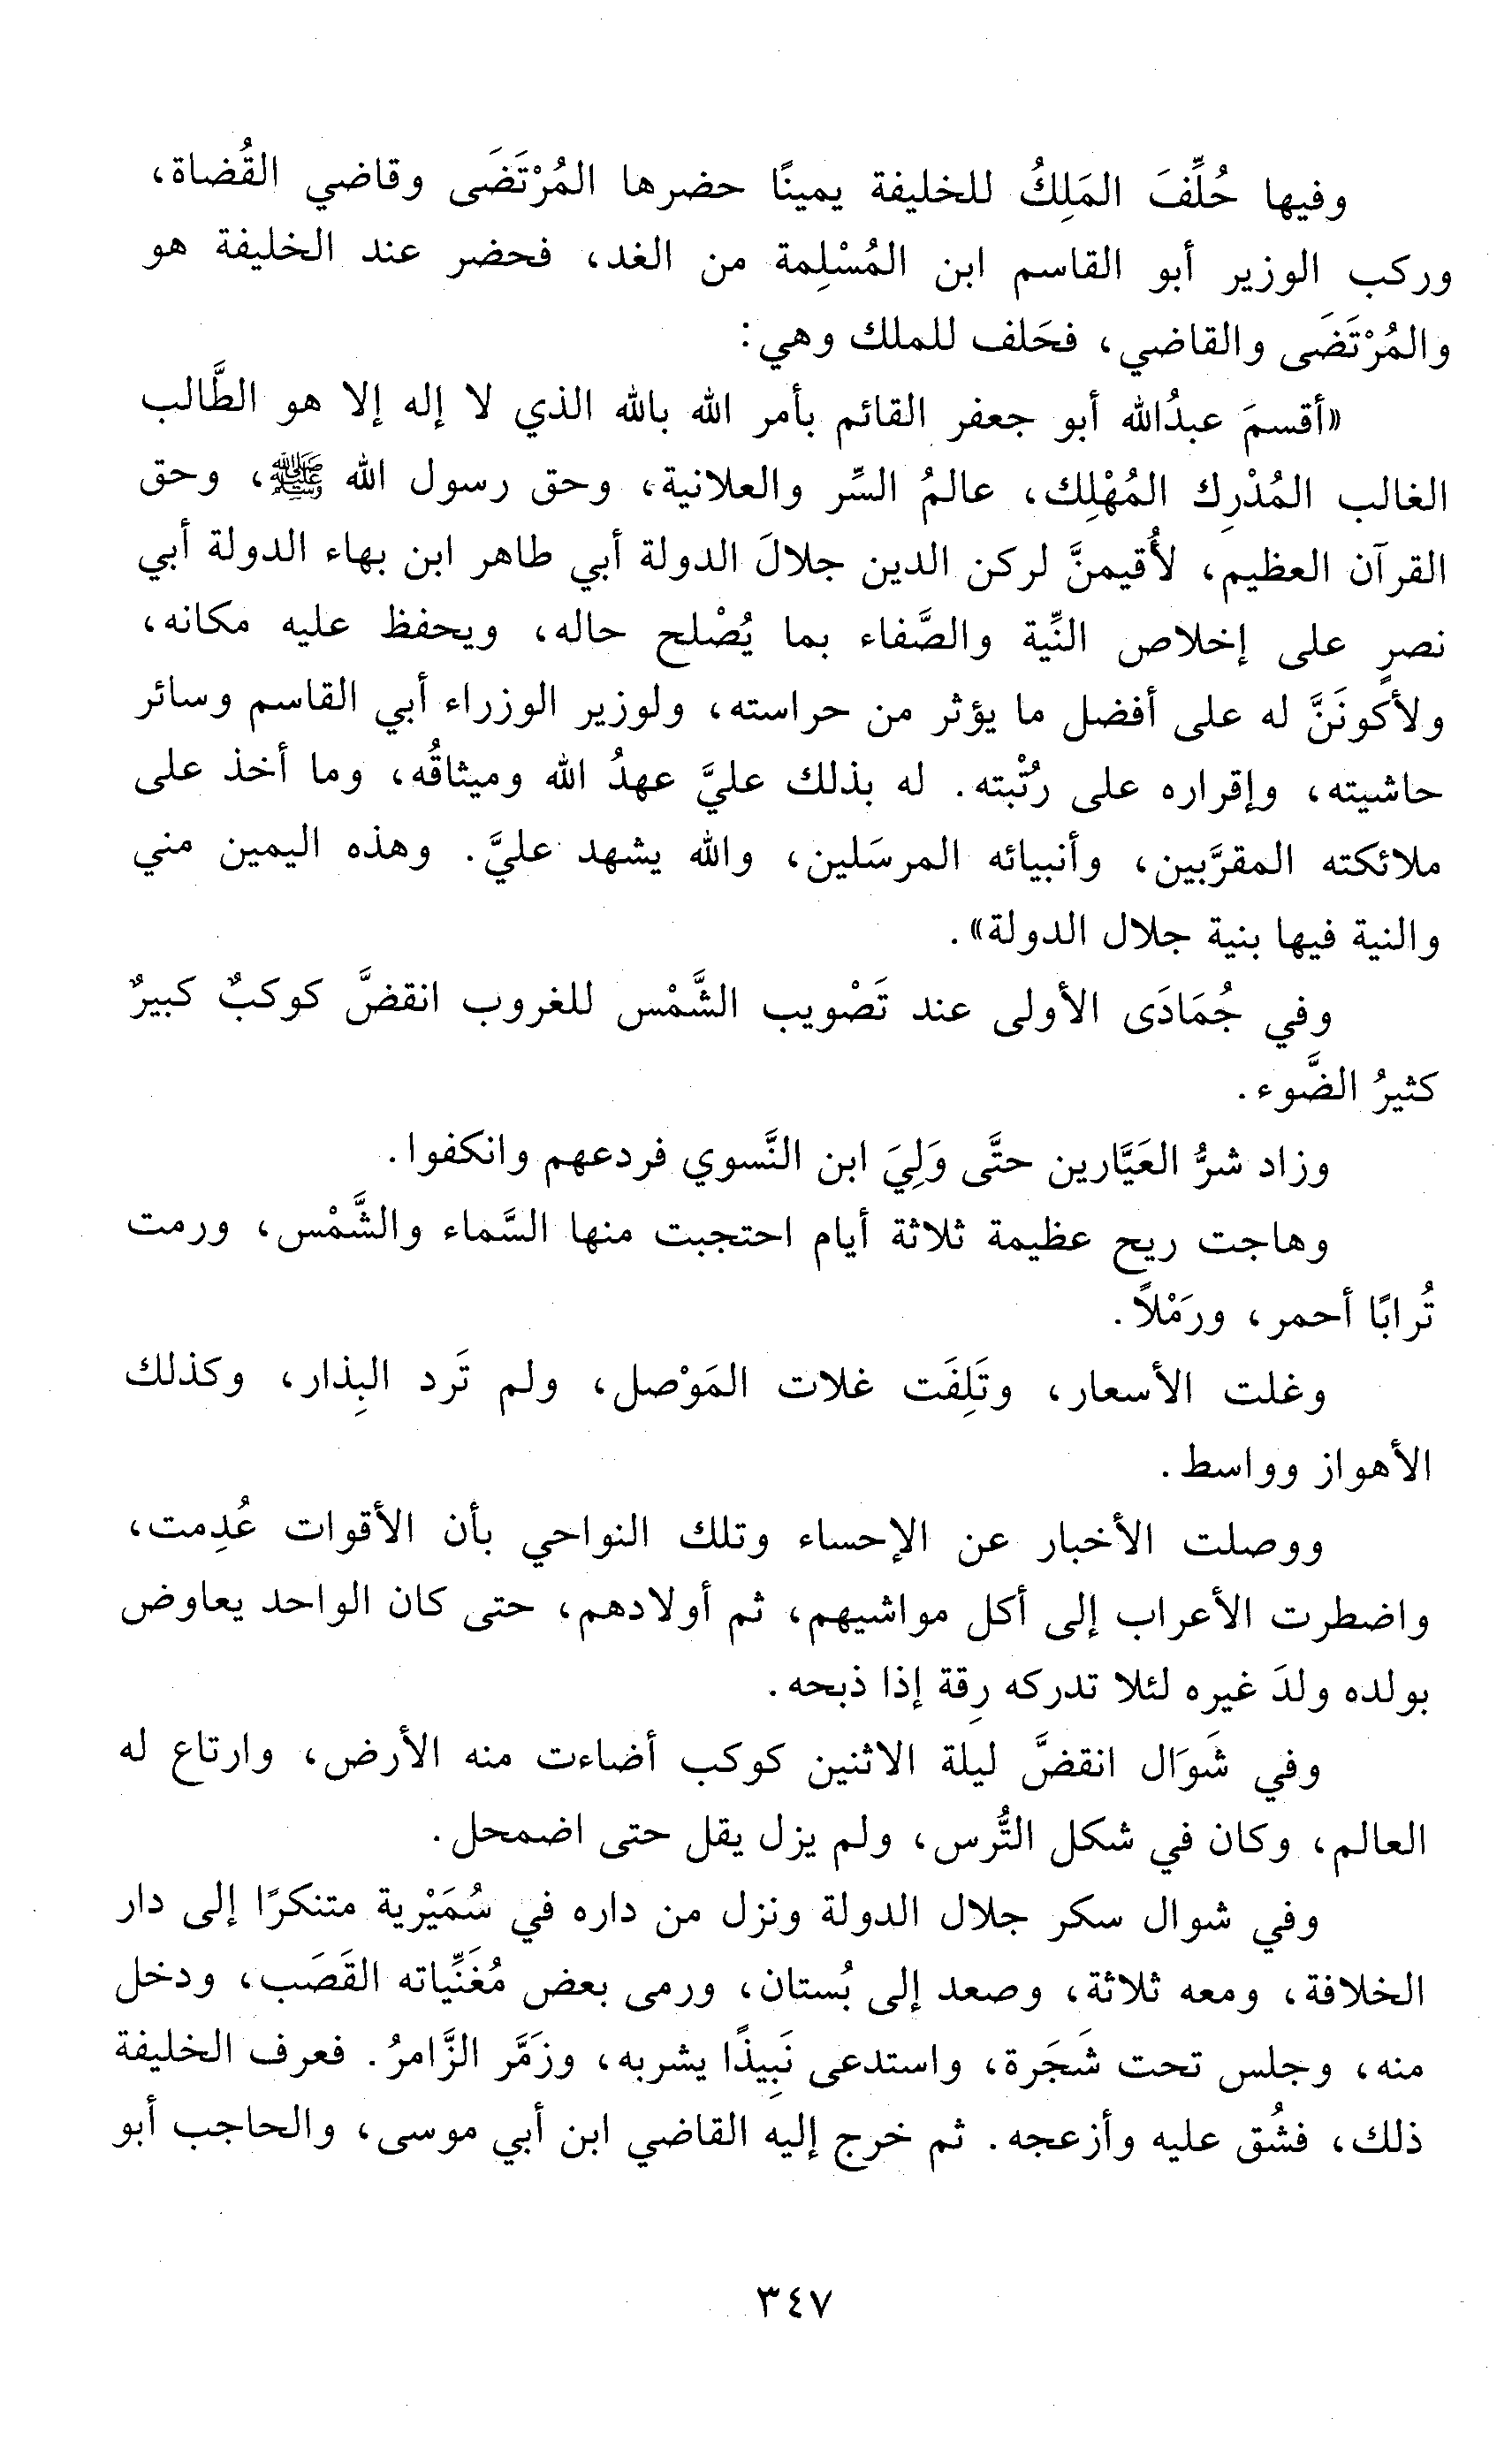 وفيها حُلِّفَ المَلِكُ للخليفة يمينًا حضرها المُرْتَضَى وقاضي القُضاة،
وركب الوزير أبو القاسم ابن المُسْلِمة من الغد، فحضر عند الخليفة هو
والمُرْتَضَى والقاضي، فحَلف للملك وهي:
«أقسمَ عبدُالله أبو جعفر القائم بأمر الله بالله الذي لا إله إلا هو الطَّالب
الغالب المُدْرِك المُهْلِك، عالمُ السِّر والعلانية، وحق رسول الله ﷺ، وحق
القرآن العظيم، لأُقيمنَّ لركن الدين جلالَ الدولة أبي طاهر ابن بهاء الدولة أبي
نصرٍ على إخلاص النِّية والصَّفاء بما يُصْلح حاله، ويحفظ عليه مكانه،
ولأكونَنَّ له على أفضل ما يؤثر من حراسته، ولوزير الوزراء أبي القاسم وسائر
حاشيته، وإقراره على رُتْبته. له بذلك عليَّ عهدُ الله وميثاقُه، وما أخذ على
ملائكته المقرَّبين، وأنبيائه المرسَلين، والله يشهد عليَّ. وهذه اليمين مني
والنية فيها بنية جلال الدولة».
وفي جُمَادَى الأولى عند تَصْويب الشَّمْس للغروب انقضَّ كوكبٌ كبيرٌ
كثيرُ الضَّوء.
وزاد شرُّ العَيَّارين حتَّى وَلِيَ ابن النَّسوي فردعهم وانكفوا.
وهاجت ريح عظيمة ثلاثة أيام احتجبت منها السَّماء والشَّمْس، ورمت
تُرابًا أحمر، ورَمْلاً.
وغلت الأسعار، وتَلِفَت غلات المَوْصل، ولم تَرد البِذار، وكذلك
الأهواز وواسط.
ووصلت الأخبار عن الإحساء وتلك النواحي بأن الأقوات عُدِمت،
واضطرت الأعراب إلى أكل مواشيهم، ثم أولادهم، حتى كان الواحد يعاوض
بولده ولدَ غيره لئلا تدركه رِقة إذا ذبحه.
وفي شَوَال انقضَّ ليلة الاثنين كوكب أضاءت منه الأرض، وارتاع له
العالم، وكان في شكل التُّرس، ولم يزل يقل حتى اضمحل.
وفي شوال سكر جلال الدولة ونزل من داره في سُمَيْرية متنكرًا إلى دار
الخلافة، ومعه ثلاثة، وصعد إلى بُستان، ورمى بعض مُغَنِّياته القَصَب، ودخل
منه، وجلس تحت شَجَرة، واستدعى نَبِيذًا يشربه، وزَمَّر الزَّامرُ. فعرف الخليفة
ذلك، فشُق عليه وأزعجه. ثم خرج إليه القاضي ابن أبي موسى، والحاجب أبو
٣٤٧